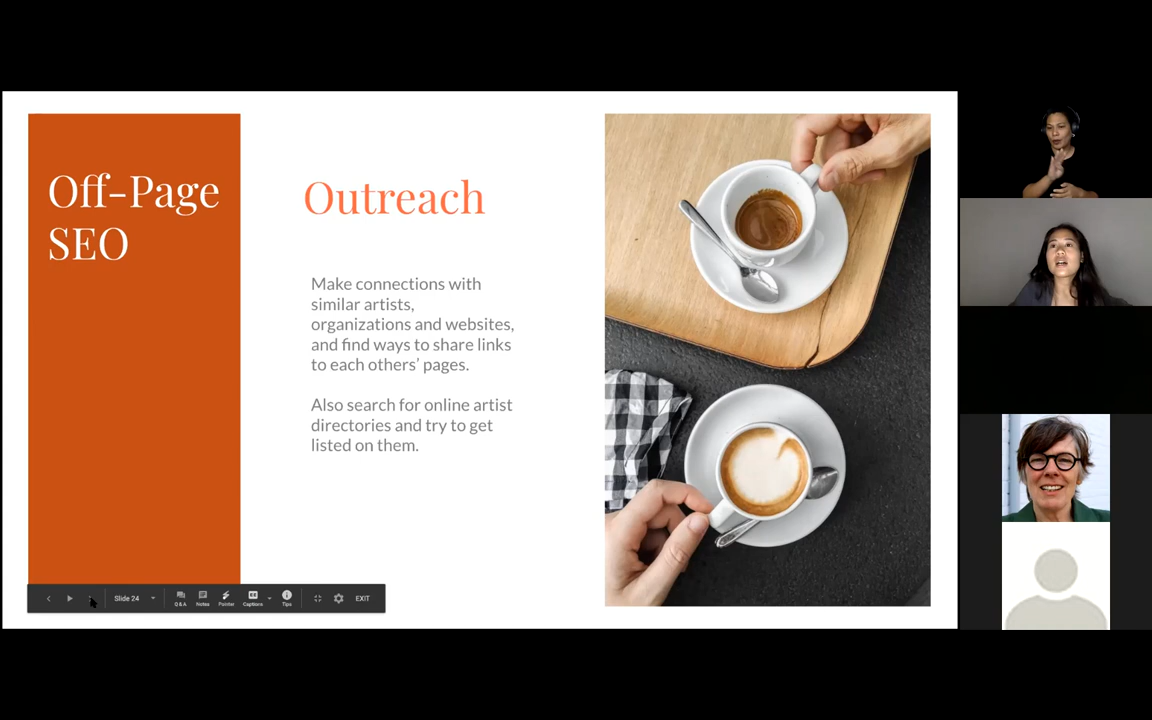 Off-Page
SEO
Outreach
Make connections with
similar artists,
organizations and websites,
and find ways to share links
to each others' pages.
Also search for online artist
directories and try to get
listed on them.
Slide 24
Q&A
Notes
Pointer
Captions
Tips
EXIT